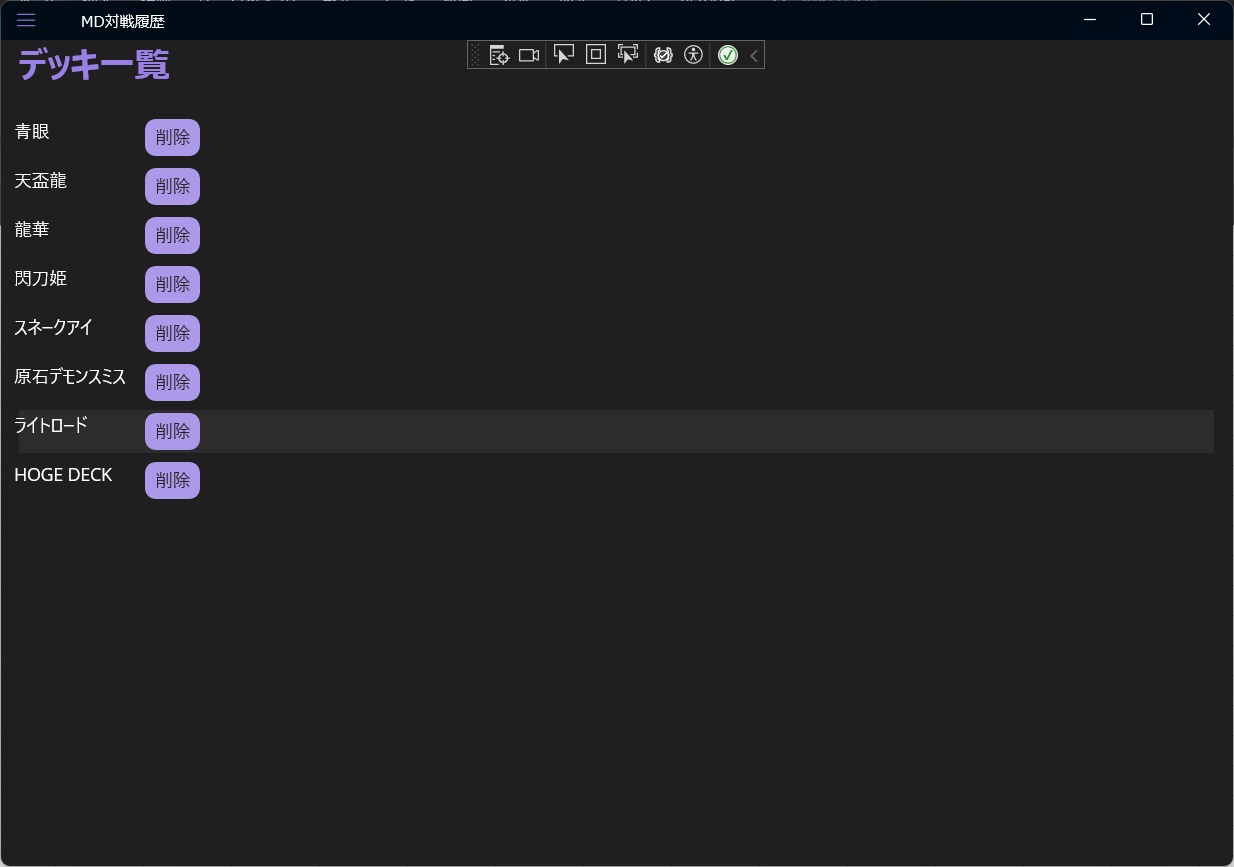 MD対戦履歴
デッキ一覧
青眼 削除
天盃龍 削除
龍華 削除
閃刀姫 削除
スネークアイ 削除
原石デモンスミス 削除
ライトロード 削除
HOGE DECK 削除